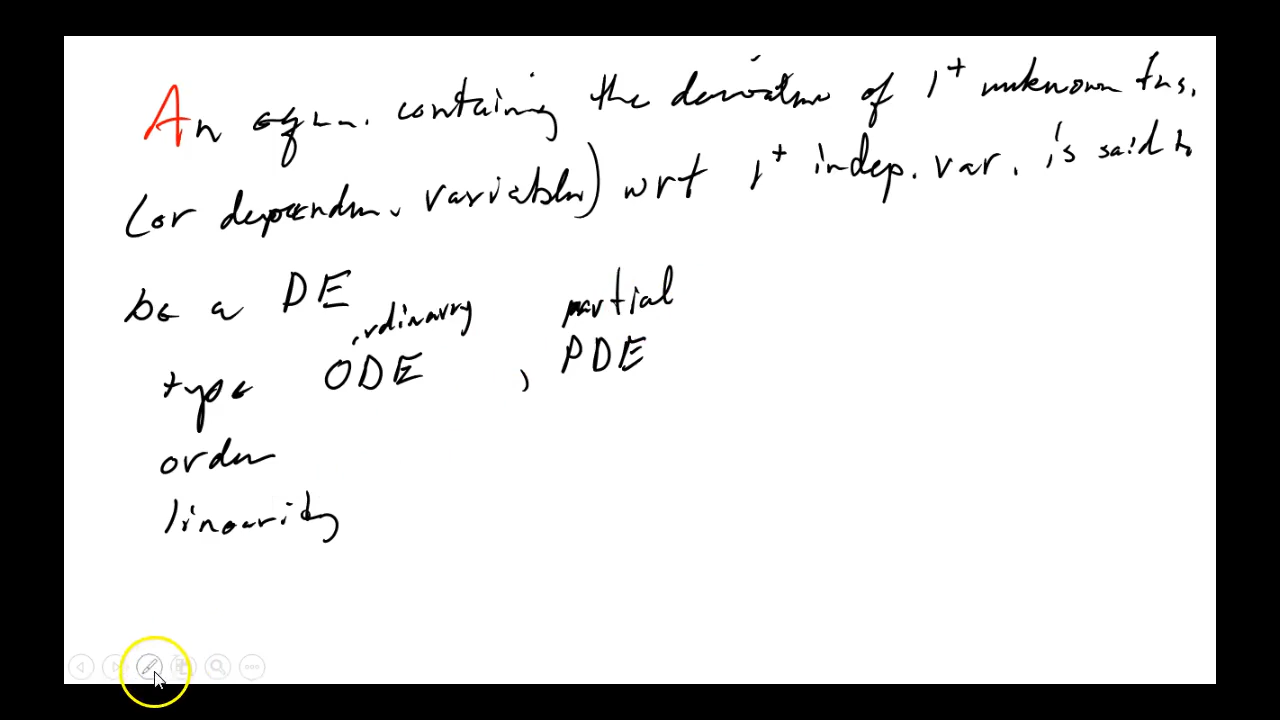 An eqn. containing the derivative of 1+ unknown fns.
(or dependen. variables) wrt 1+ indep. var. is said to
be a DE
ordinary partial
type ODE , PDE
order
linearity